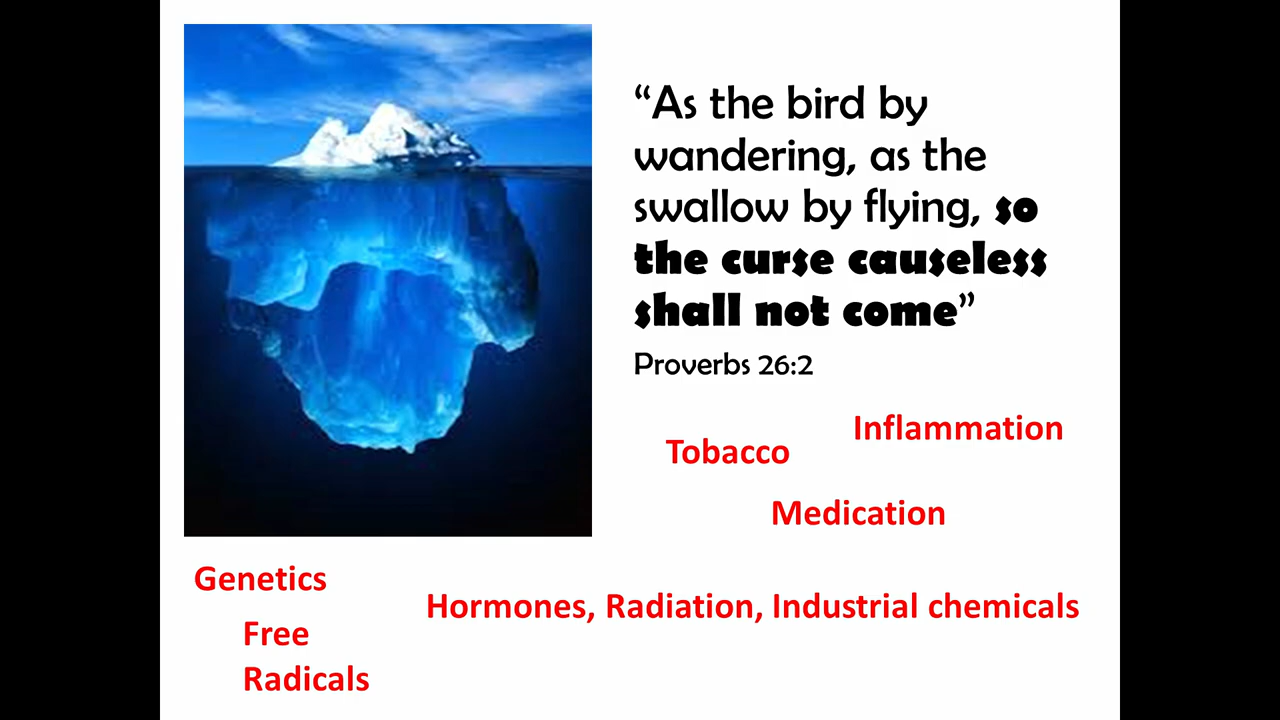 “As the bird by
wandering, as the
swallow by flying, so
the curse causeless
shall not come”
Proverbs 26:2
Inflammation
Tobacco
Medication
Genetics
Hormones, Radiation, Industrial chemicals
Free
Radicals